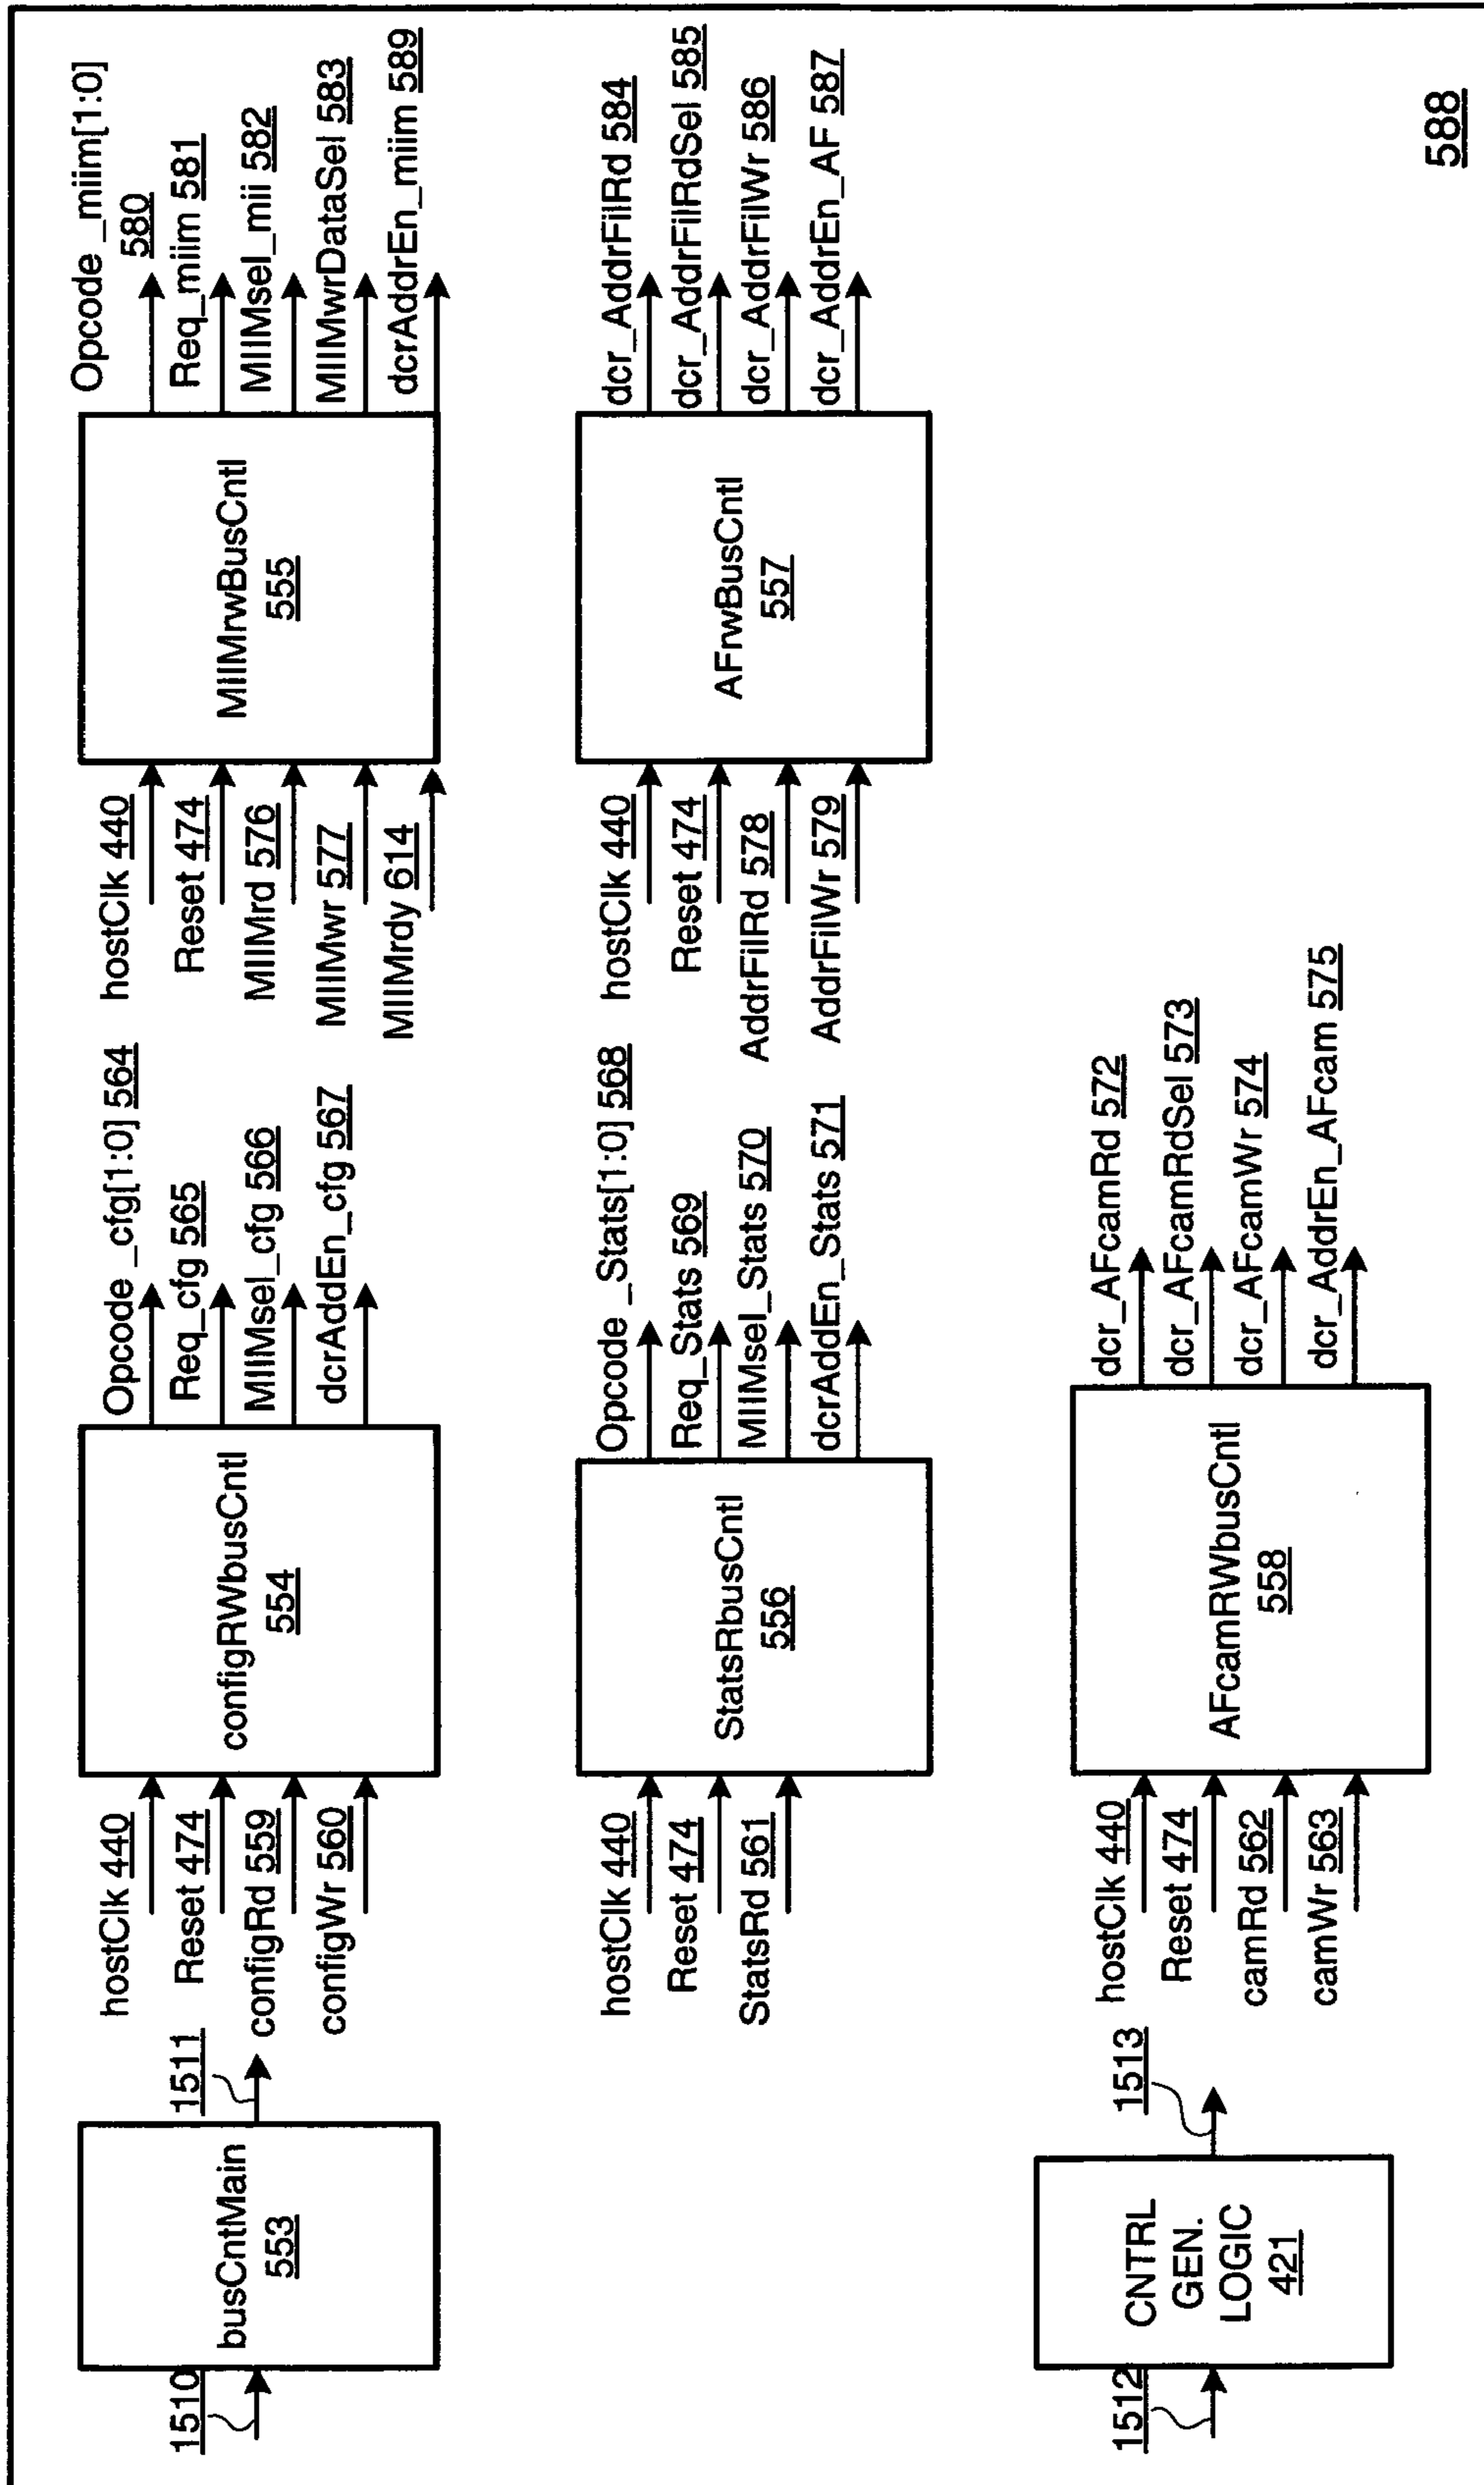 1510
busCntMain
553
1511
hostClk 440
Reset 474
configRd 559
configWr 560
configRWbusCntl
554
Opcode _cfg[1:0] 564
Req_cfg 565
MIIMsel_cfg 566
dcrAddEn_cfg 567
hostClk 440
Reset 474
MIIMrd 576
MIIMwr 577
MIIMrdy 614
MIIMrwBusCntl
555
Opcode _miim[1:0]
580
Req_miim 581
MIIMsel_mii 582
MIIMwrDataSel 583
dcrAddrEn_miim 589
hostClk 440
Reset 474
StatsRd 561
StatsRbusCntl
556
Opcode _Stats[1:0] 568
Req_Stats 569
MIIMsel_Stats 570
dcrAddEn_Stats 571
hostClk 440
Reset 474
AddrFilRd 578
AddrFilWr 579
AFrwBusCntl
557
dcr_AddrFilRd 584
dcr_AddrFilRdSel 585
dcr_AddrFilWr 586
dcr_AddrEn_AF 587
1512
CNTRL
GEN.
LOGIC
421
1513
hostClk 440
Reset 474
camRd 562
camWr 563
AFcamRWbusCntl
558
dcr_AFcamRd 572
dcr_AFcamRdSel 573
dcr_AFcamWr 574
dcr_AddrEn_AFcam 575
588